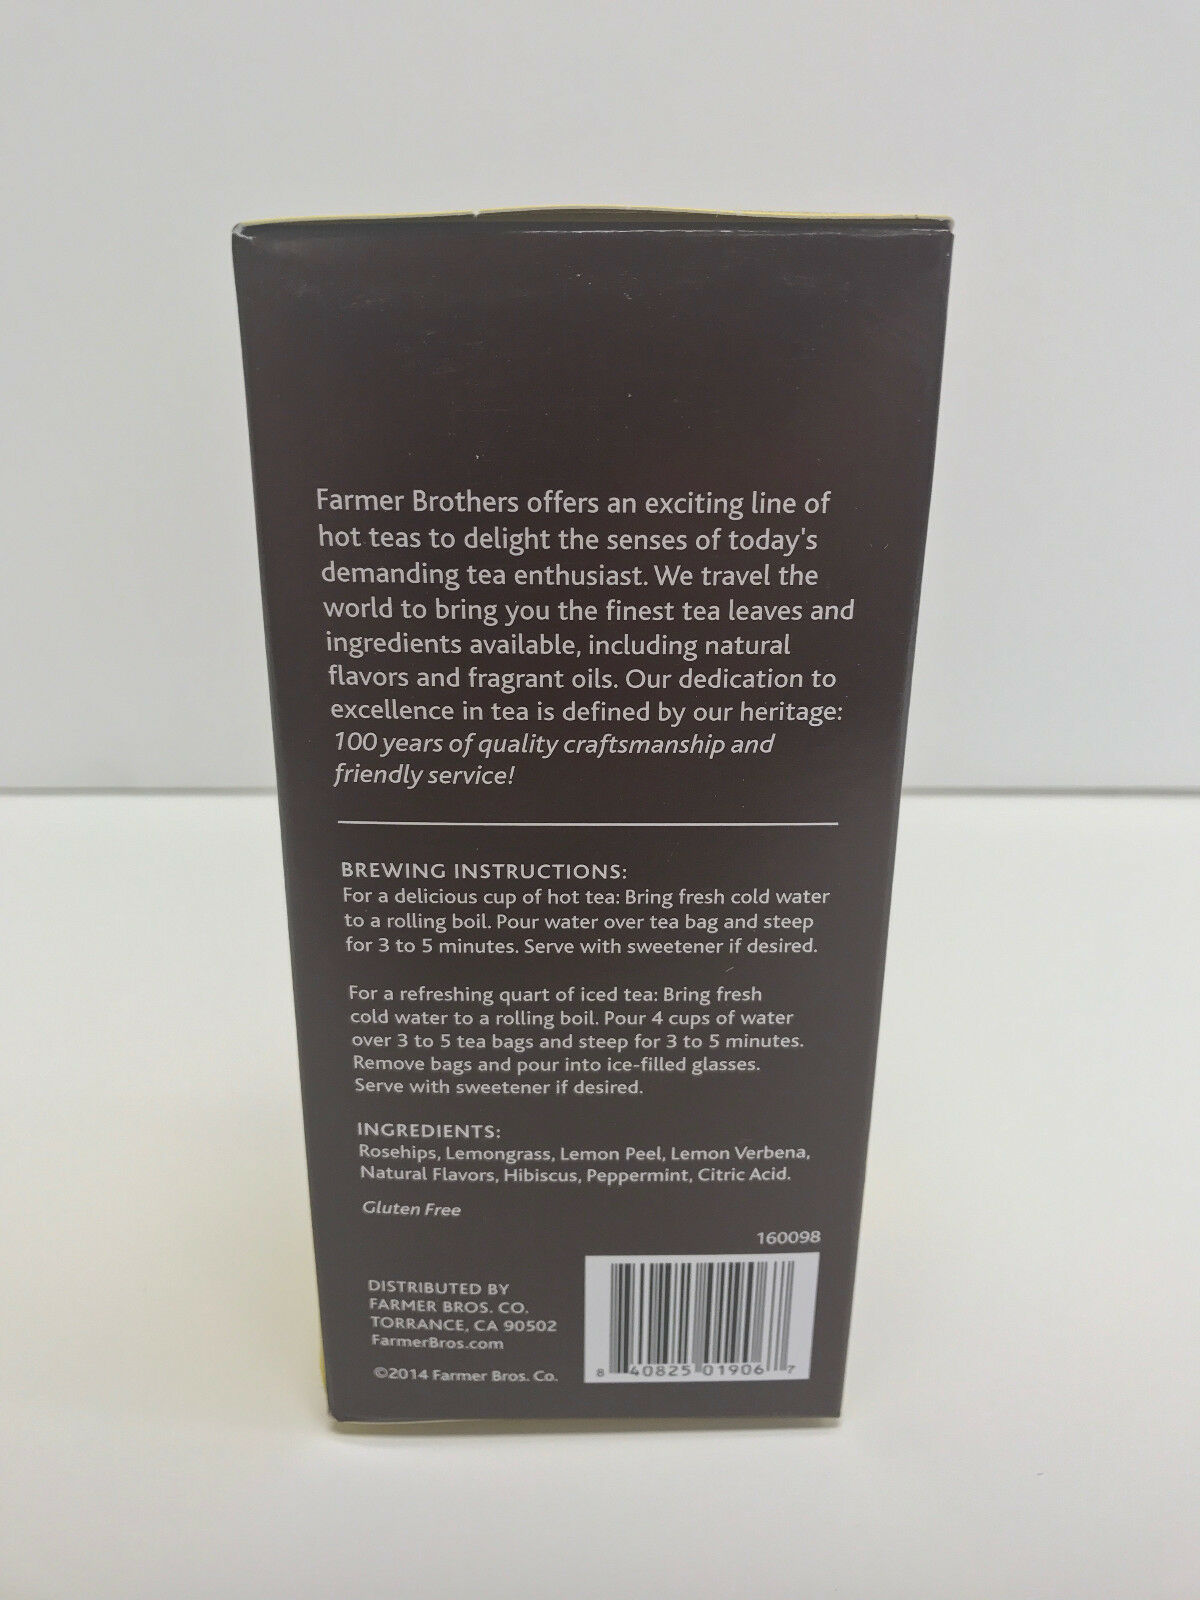 Farmer Brothers offers an exciting line of
hot teas to delight the senses of today's
demanding tea enthusiast. We travel the
world to bring you the finest tea leaves and
ingredients available, including natural
flavors and fragrant oils. Our dedication to
excellence in tea is defined by our heritage:
100 years of quality craftsmanship and
friendly service!
BREWING INSTRUCTIONS:
For a delicious cup of hot tea: Bring fresh cold water
to a rolling boil. Pour water over tea bag and steep
for 3 to 5 minutes. Serve with sweetener if desired.
For a refreshing quart of iced tea: Bring fresh
cold water to a rolling boil. Pour 4 cups of water
over 3 to 5 tea bags and steep for 3 to 5 minutes.
Remove bags and pour into ice-filled glasses.
Serve with sweetener if desired.
INGREDIENTS:
Rosehips, Lemongrass, Lemon Peel, Lemon Verbena,
Natural Flavors, Hibiscus, Peppermint, Citric Acid.
Gluten Free
160098
DISTRIBUTED BY
FARMER BROS. CO.
TORRANCE, CA 90502
FarmerBros.com
©2014 Farmer Bros. Co.
8 40825 01906 7